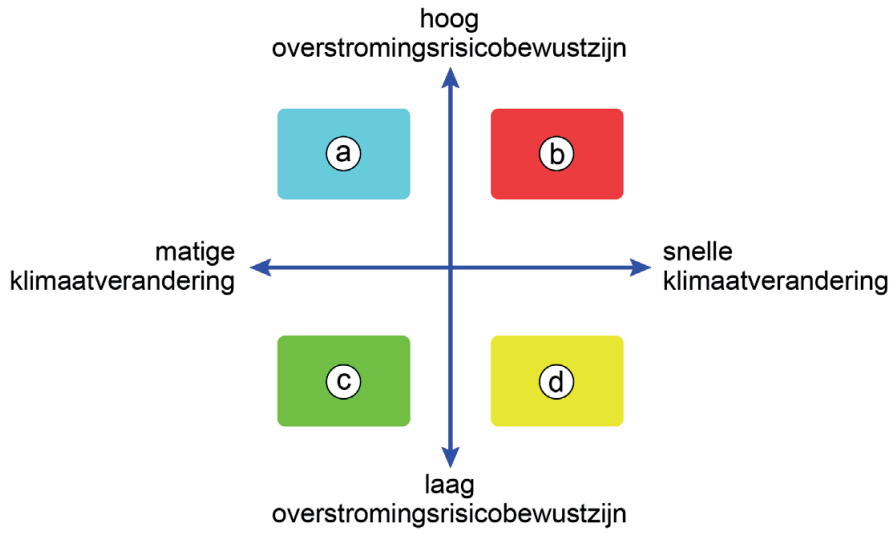 hoog
overstromingsrisicobewustzijn
a
b
matige
klimaatverandering
snelle
klimaatverandering
c
d
laag
overstromingsrisicobewustzijn